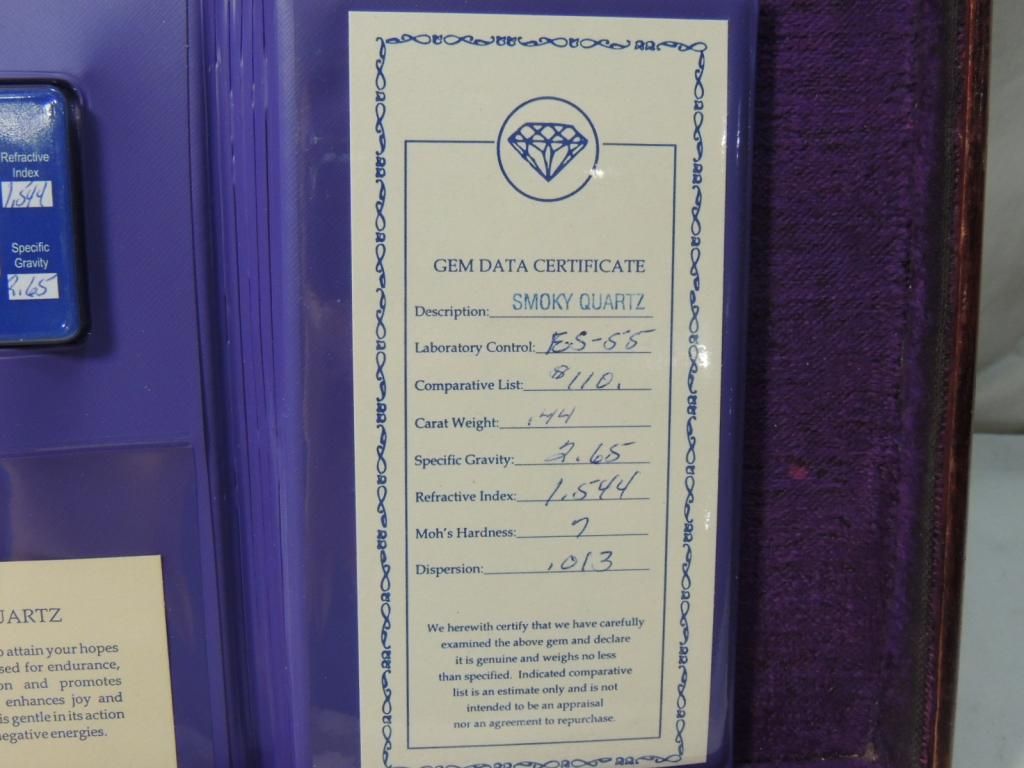 Refractive
Index
1.544
Specific
Gravity
2.65
GEM DATA CERTIFICATE
Description: SMOKY QUARTZ
Laboratory Control: ES-55
Comparative List: $110.
Carat Weight: .44
Specific Gravity: 2.65
Refractive Index: 1.544
Moh's Hardness: 7
Dispersion: .013
We herewith certify that we have carefully
examined the above gem and declare
it is genuine and weighs no less
than specified. Indicated comparative
list is an estimate only and is not
intended to be an appraisal
nor an agreement to repurchase.
UARTZ
o attain your hopes
sed for endurance,
on and promotes
enhances joy and
is gentle in its action
negative energies.